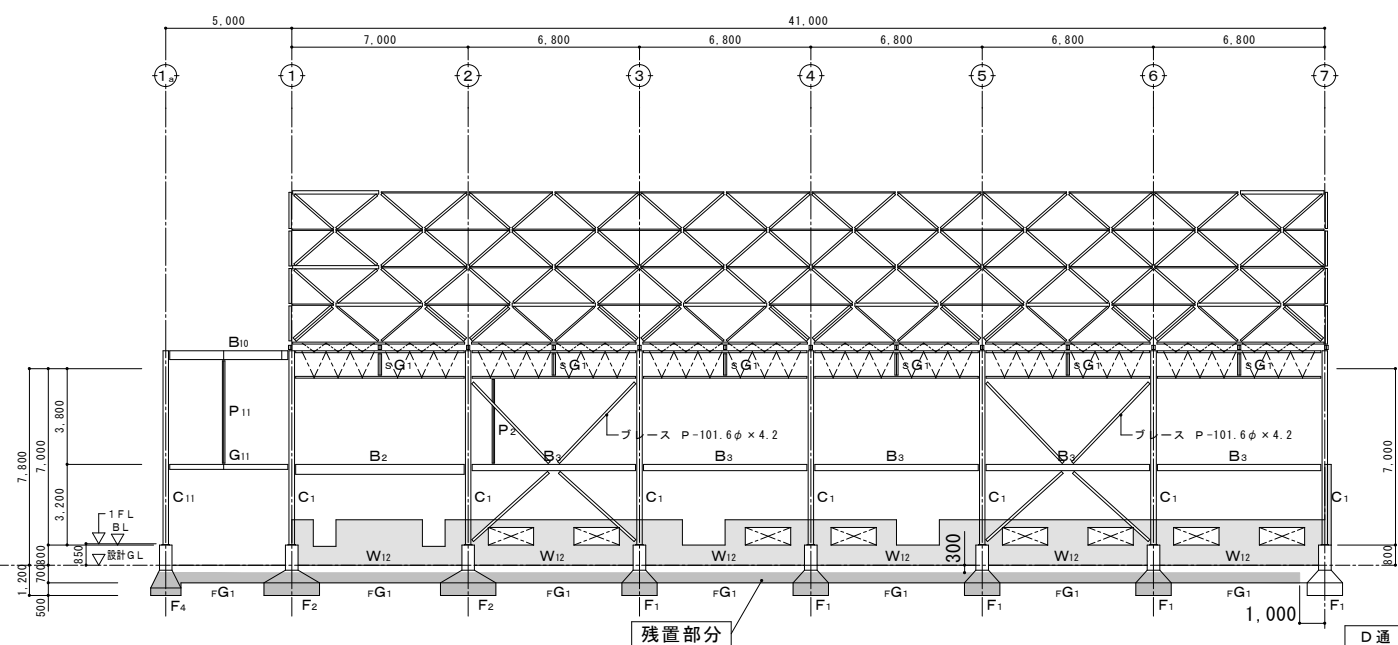 5,000 41,000
7,000 6,800 6,800 6,800 6,800 6,800
1a 1 2 3 4 5 6 7
B10
sG1 sG1 sG1 sG1 sG1 sG1
P11 P2 ブレース P-101.6φ×4.2 ブレース P-101.6φ×4.2
G11 B2 B3 B3 B3 B3 B3
C11 C1 C1 C1 C1 C1 C1 C1
7,800 7,000 3,800 3,200 7,000
1FL
BL
設計GL
850 800 300 800
W12 W12 W12 W12 W12 W12
1,200 700 500
FG1 FG1 FG1 FG1 FG1 FG1
F4 F2 F2 F1 F1 F1 F1 F1
1,000
残置部分
D通